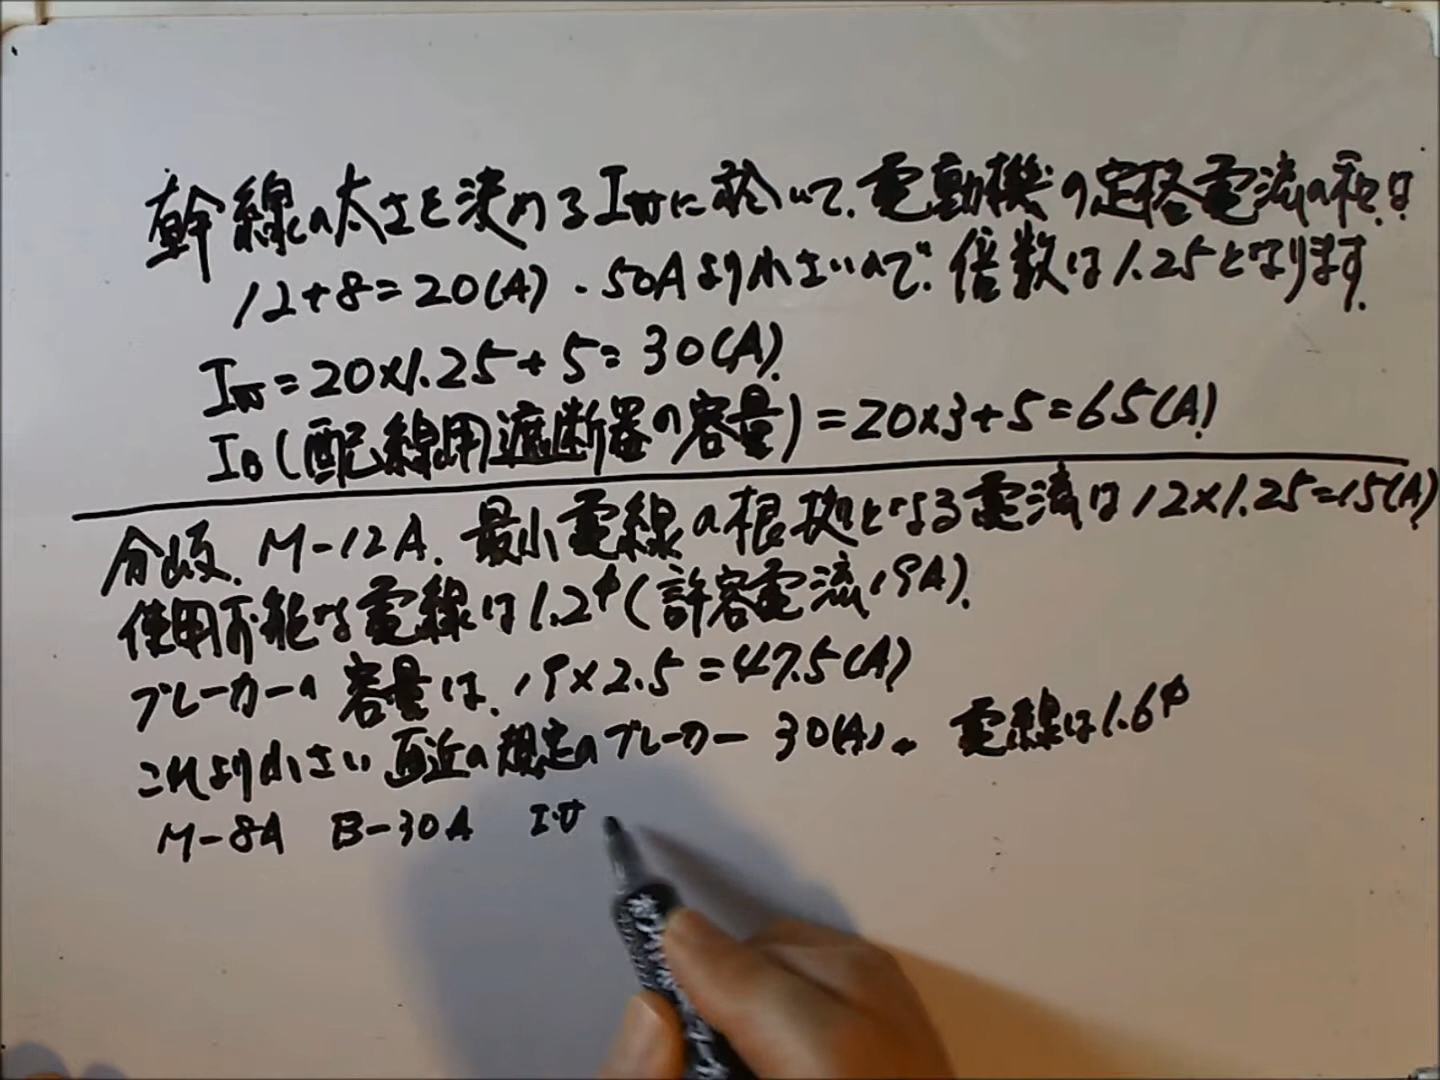 幹線の太さを決めるIwに於いて、電動機の定格電流の和は
12+8=20(A)、50Aより小さいので、倍数は1.25となります。
Iw=20×1.25+5=30(A)
IB(配線用遮断器の容量)=20×3+5=65(A)
分岐、M-12A、最小電線の根拠となる電流は12×1.25=15(A)
使用可能な電線は1.2φ(許容電流19A)、
ブレーカーの容量は、19×2.5=47.5(A)
これより小さい直近の規定のブレーカー 30(A)。 電線は1.6φ
M-8A B-30A Iw